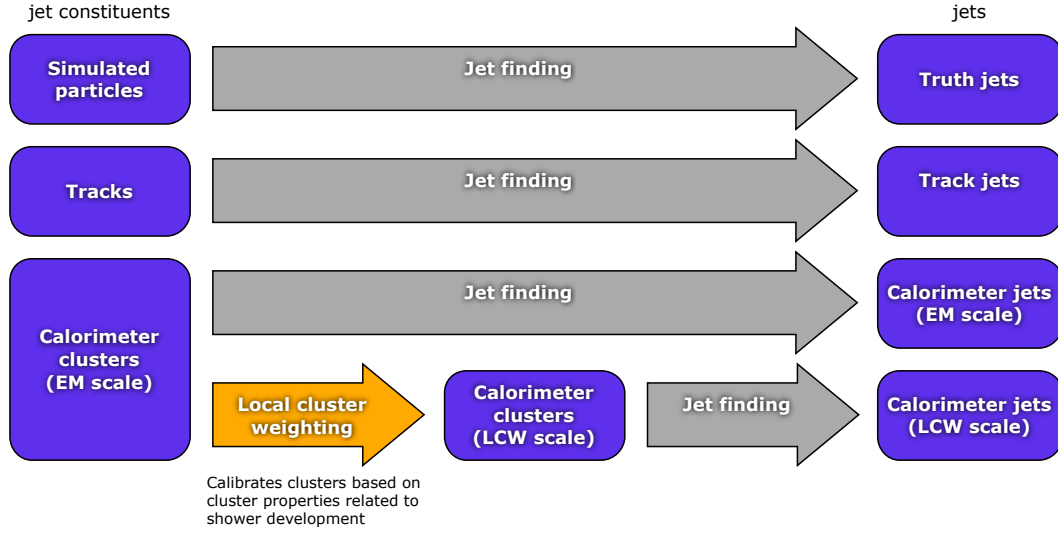 jet constituents
jets
Simulated
particles
Jet finding
Truth jets
Tracks
Jet finding
Track jets
Calorimeter
clusters
(EM scale)
Jet finding
Calorimeter jets
(EM scale)
Local cluster
weighting
Calorimeter
clusters
(LCW scale)
Jet finding
Calorimeter jets
(LCW scale)
Calibrates clusters based on
cluster properties related to
shower development